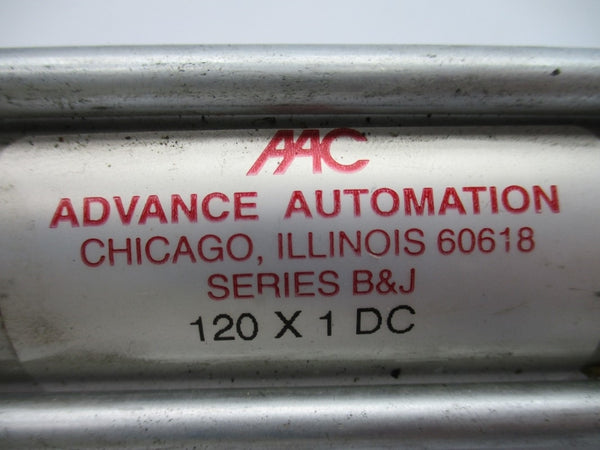 AAC
ADVANCE AUTOMATION
CHICAGO, ILLINOIS 60618
SERIES B&J
120 X 1 DC